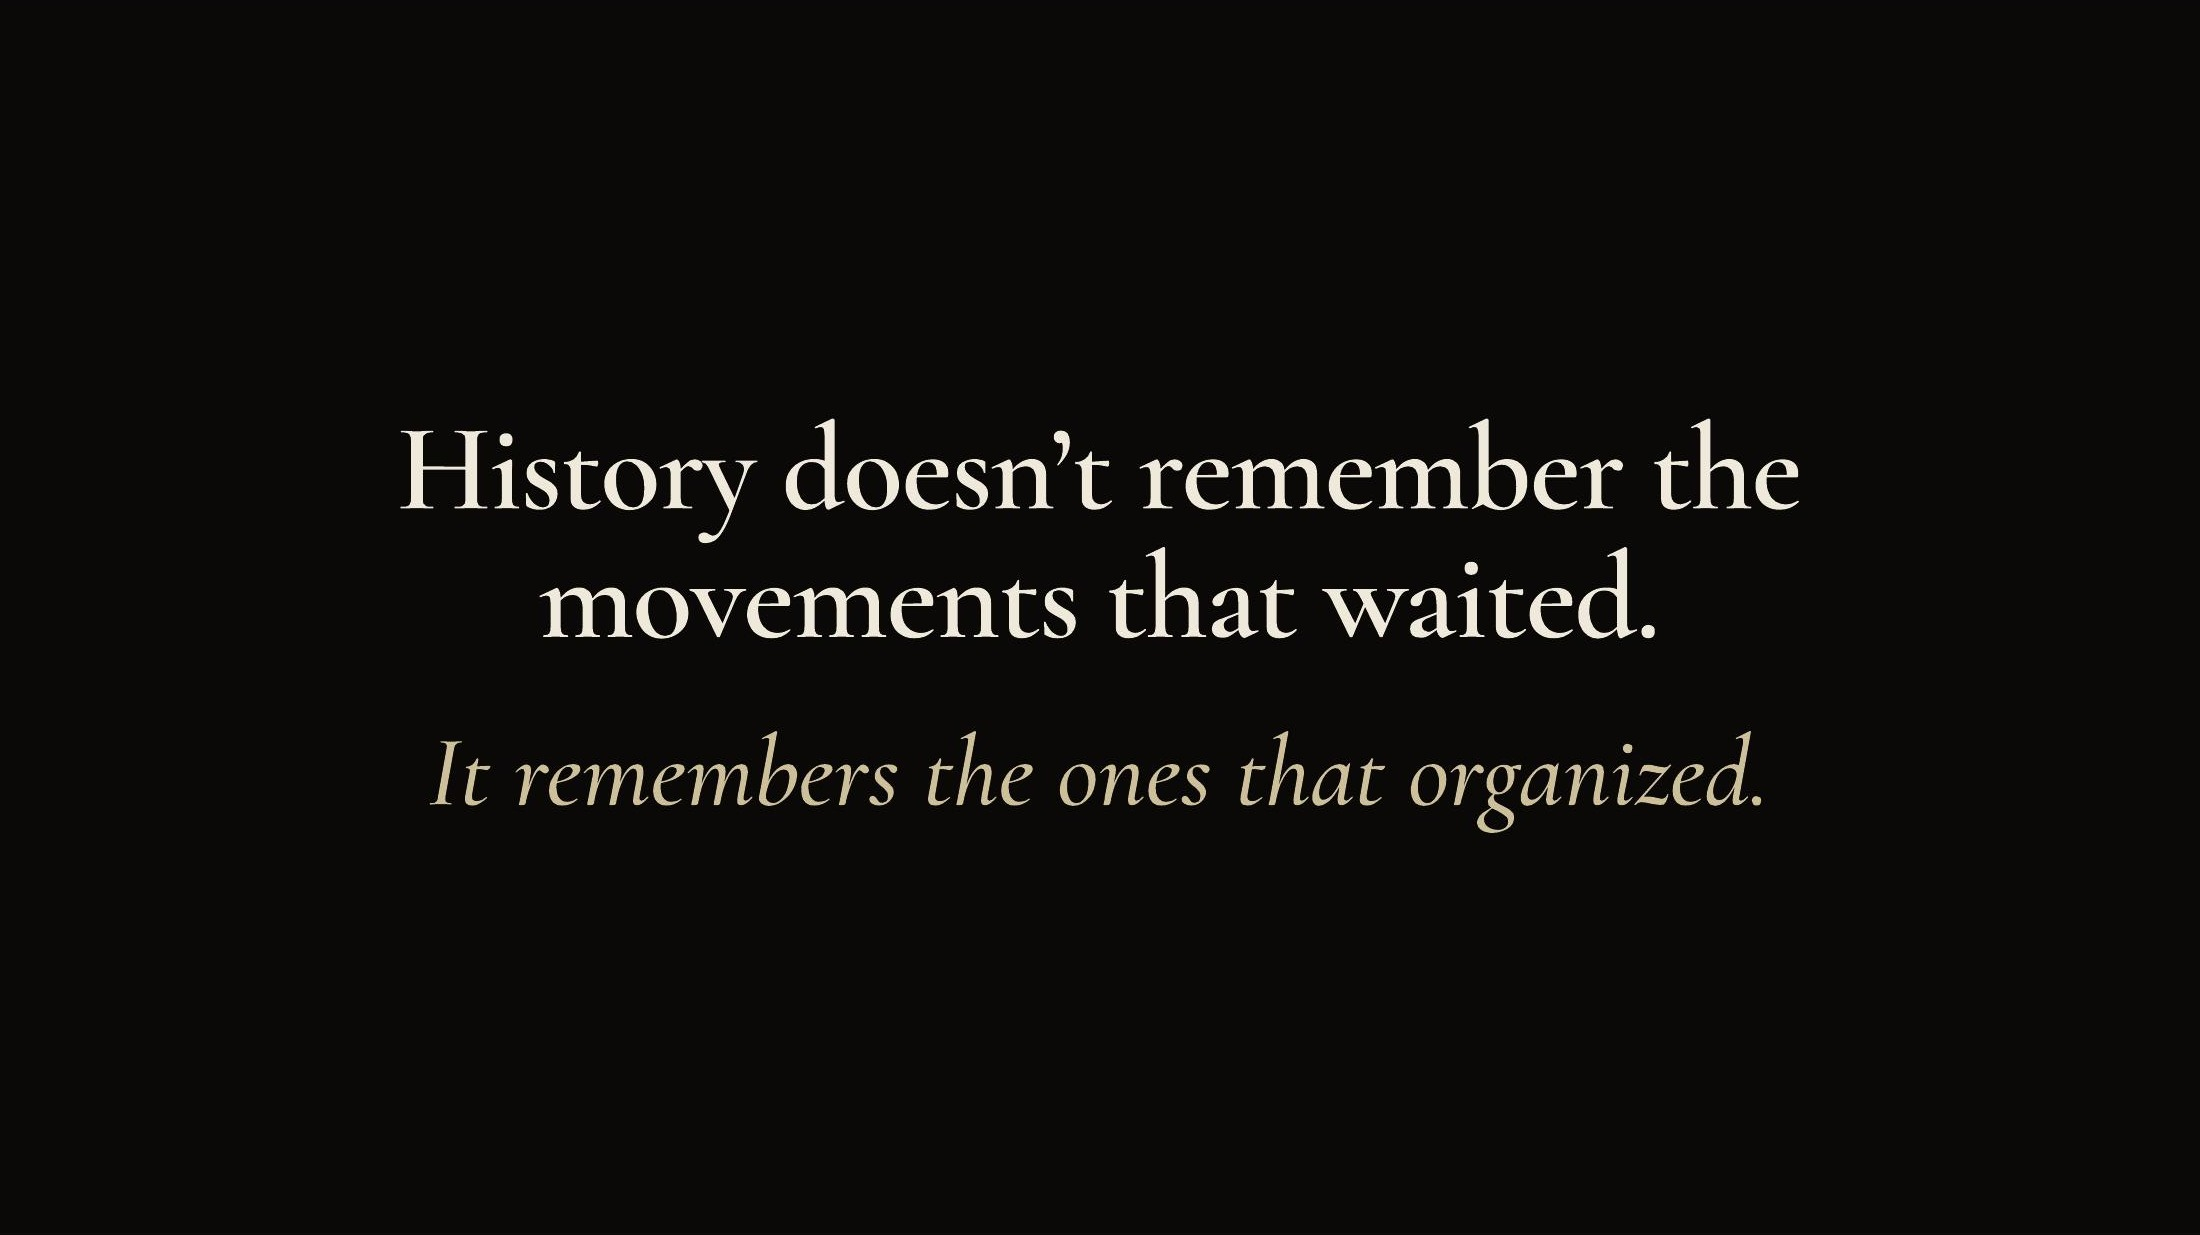 History doesn’t remember the
movements that waited.
It remembers the ones that organized.